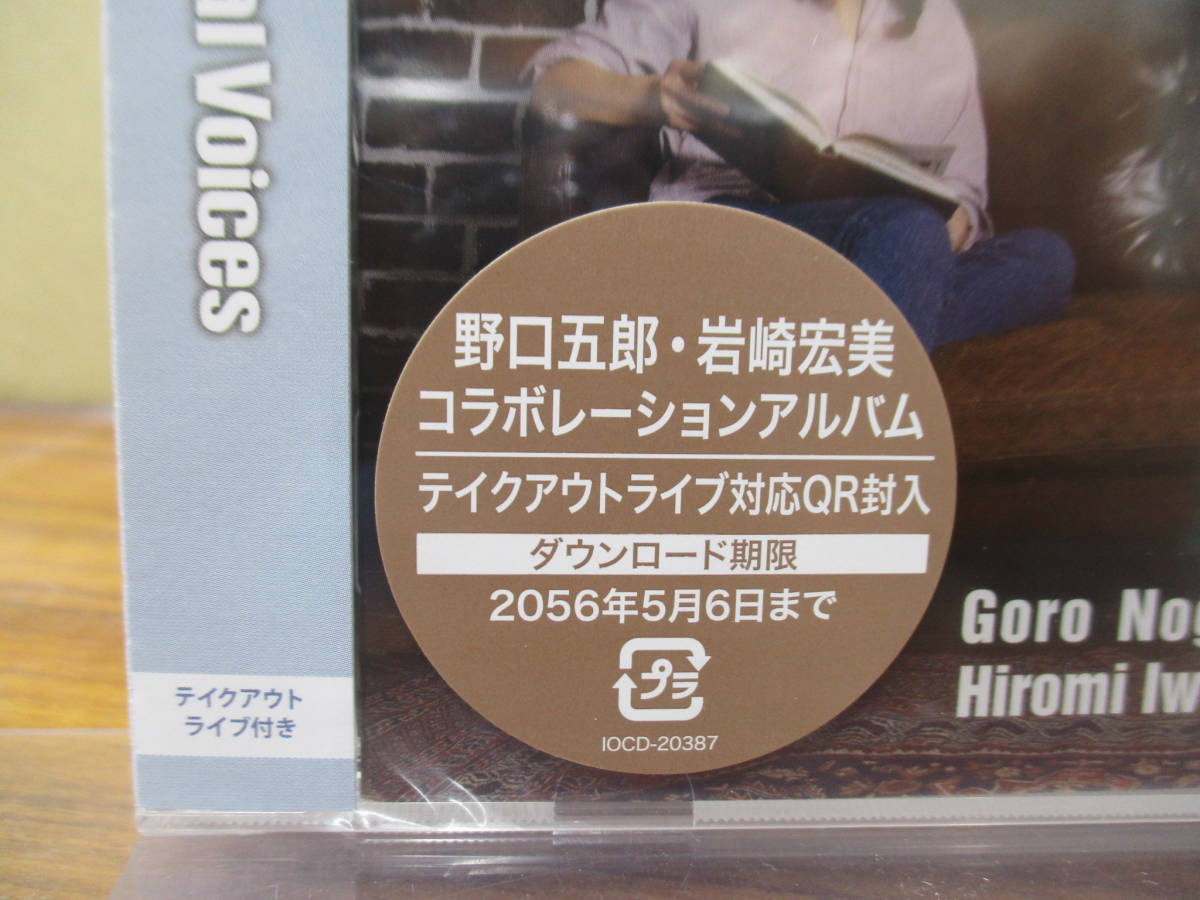 al Voices
野口五郎・岩崎宏美
コラボレーションアルバム
テイクアウトライブ対応QR封入
ダウンロード期限
2056年5月6日まで
プラ
IOCD-20387
Goro Nog
Hiromi Iw
テイクアウト
ライブ付き